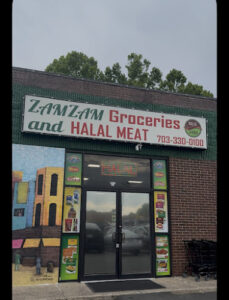 ZAMZAM Groceries
and HALAL MEAT 703-330-0100